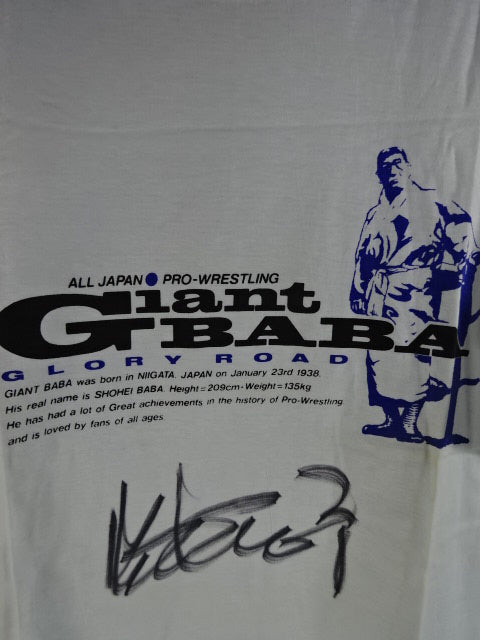 ALL JAPAN PRO-WRESTLING
Giant
BABA
GLORY ROAD
GIANT BABA was born in NIIGATA. JAPAN on January 23rd 1938.
His real name is SHOHEI BABA. Height=209cm·Weight=135kg
He has had a lot of Great achievements in the history of Pro-Wrestling
and is loved by fans of all ages.